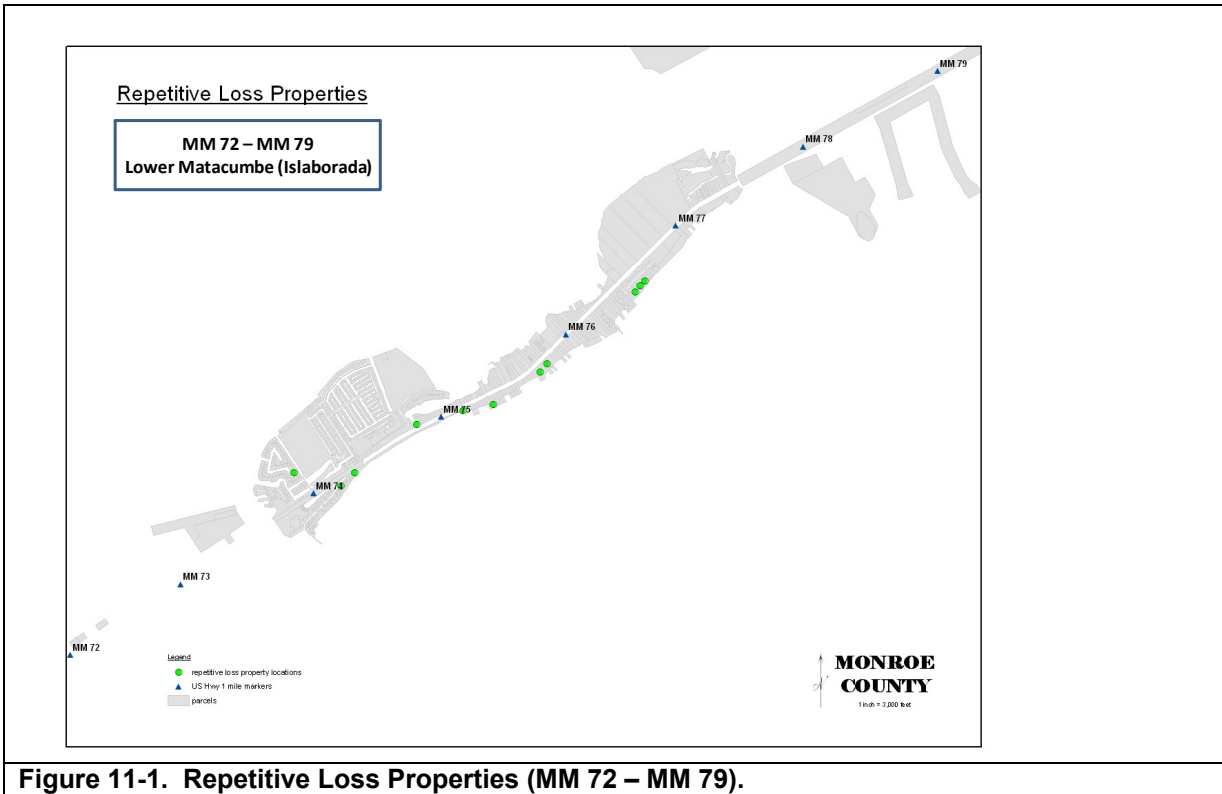 Repetitive Loss Properties
MM 72 – MM 79
Lower Matacumbe (Islaborada)
MM 79
MM 78
MM 77
MM 76
MM 75
MM 74
MM 73
MM 72
Legend
repetitive loss property locations
US Hwy 1 mile markers
parcels
N
MONROE
COUNTY
1 inch = 3,000 feet
Figure 11-1. Repetitive Loss Properties (MM 72 – MM 79).